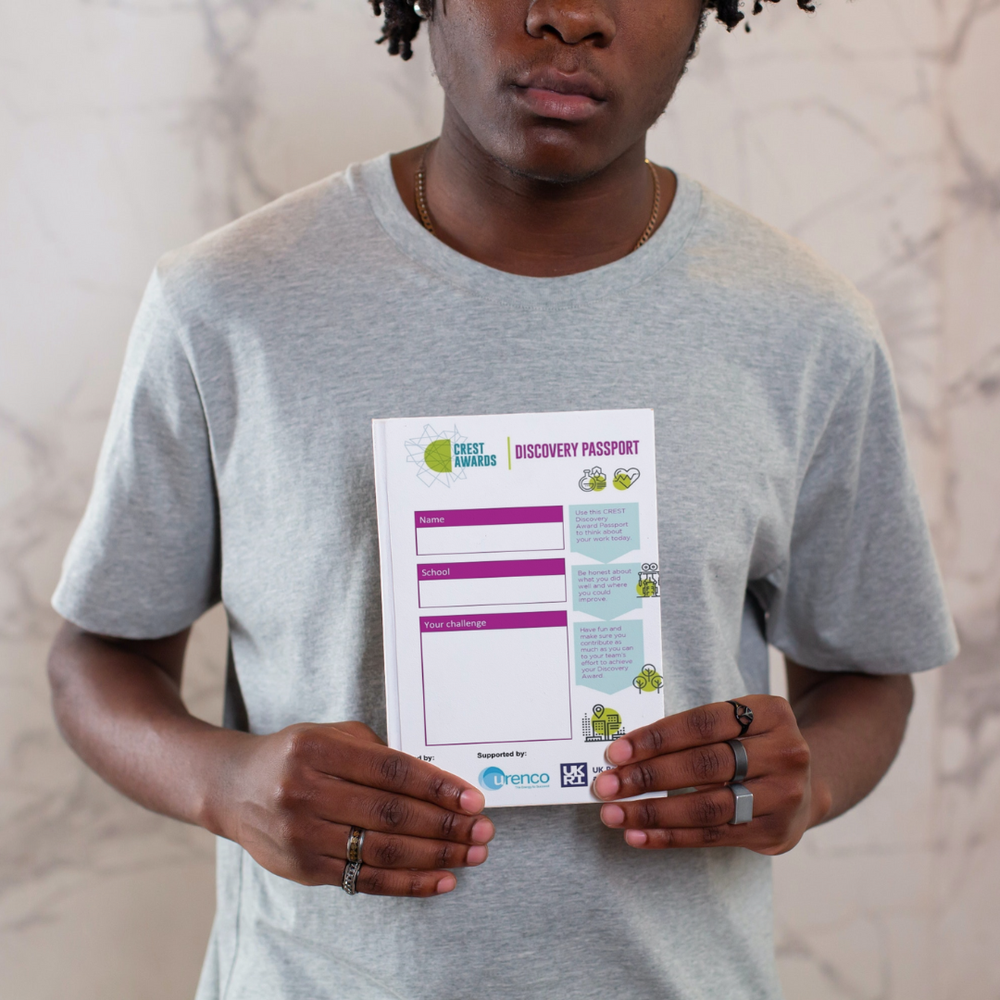 CREST
AWARDS
DISCOVERY PASSPORT
Name
School
Your challenge
Use this CREST
Discovery
Award Passport
to think about
your work today.
Be honest about
what you did
well and where
you could
improve.
Have fun and
make sure you
contribute as
much as you can
to your team's
effort to achieve
your Discovery
Award.
d by:
Supported by:
urenco
UK
RI
UK